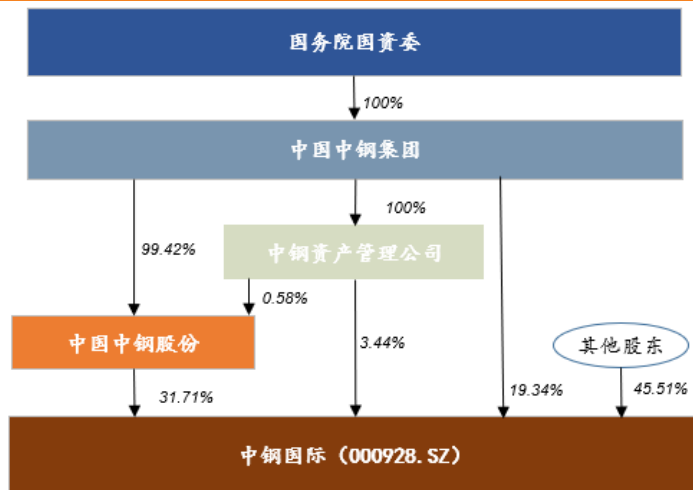 国务院国资委
100%
中国中钢集团
100%
99.42%
中钢资产管理公司
0.58%
中国中钢股份
3.44%
其他股东
31.71%
19.34%
45.51%
中钢国际（000928.SZ）